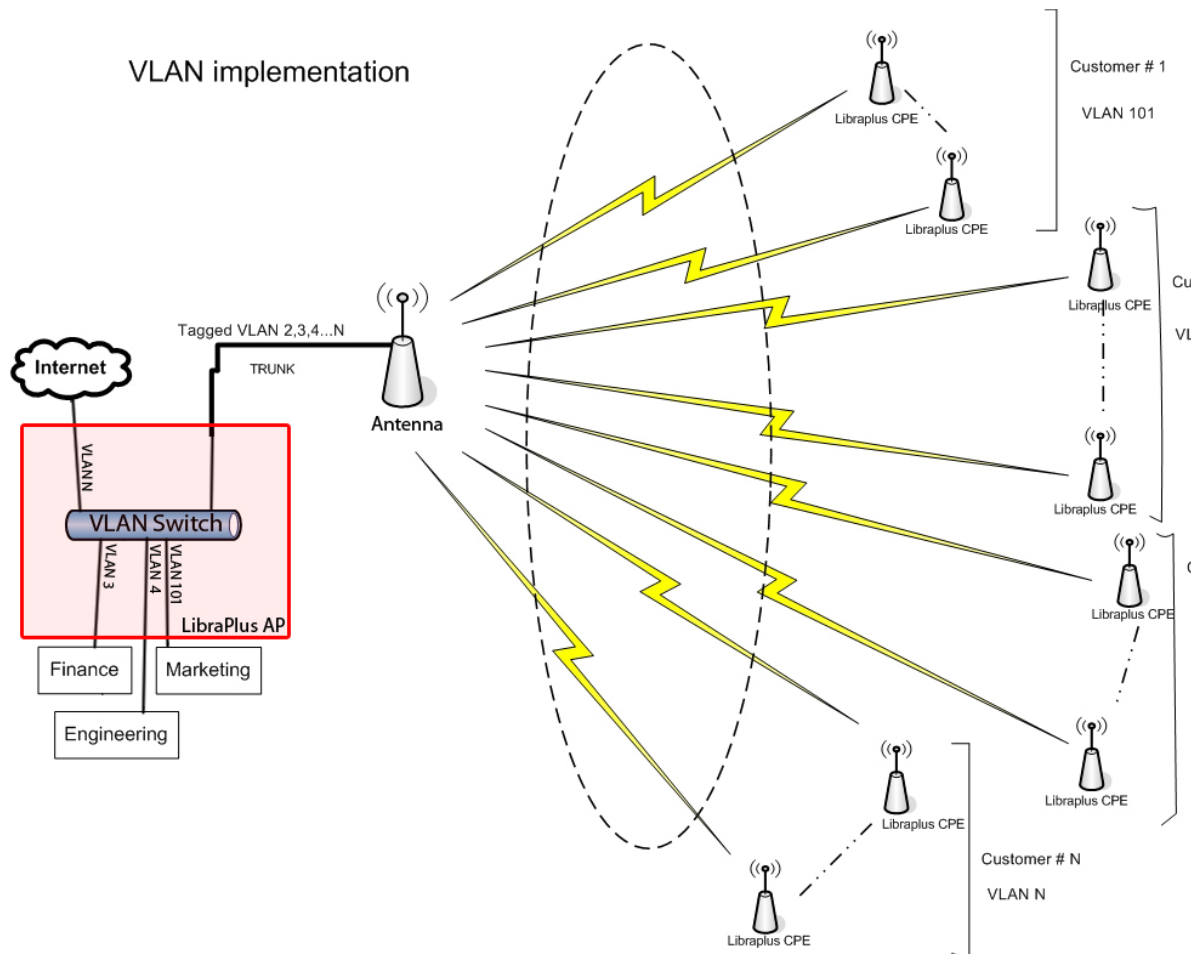 VLAN implementation
Customer # 1
VLAN 101
Libraplus CPE
Libraplus CPE
Libraplus CPE
Cu
VL
Tagged VLAN 2,3,4...N
TRUNK
Internet
Antenna
VLAN N
Libraplus CPE
VLAN Switch
VLAN 3
VLAN 4
VLAN 101
LibraPlus AP
C
Libraplus CPE
Finance
Marketing
Engineering
Libraplus CPE
Libraplus CPE
Customer # N
VLAN N
Libraplus CPE